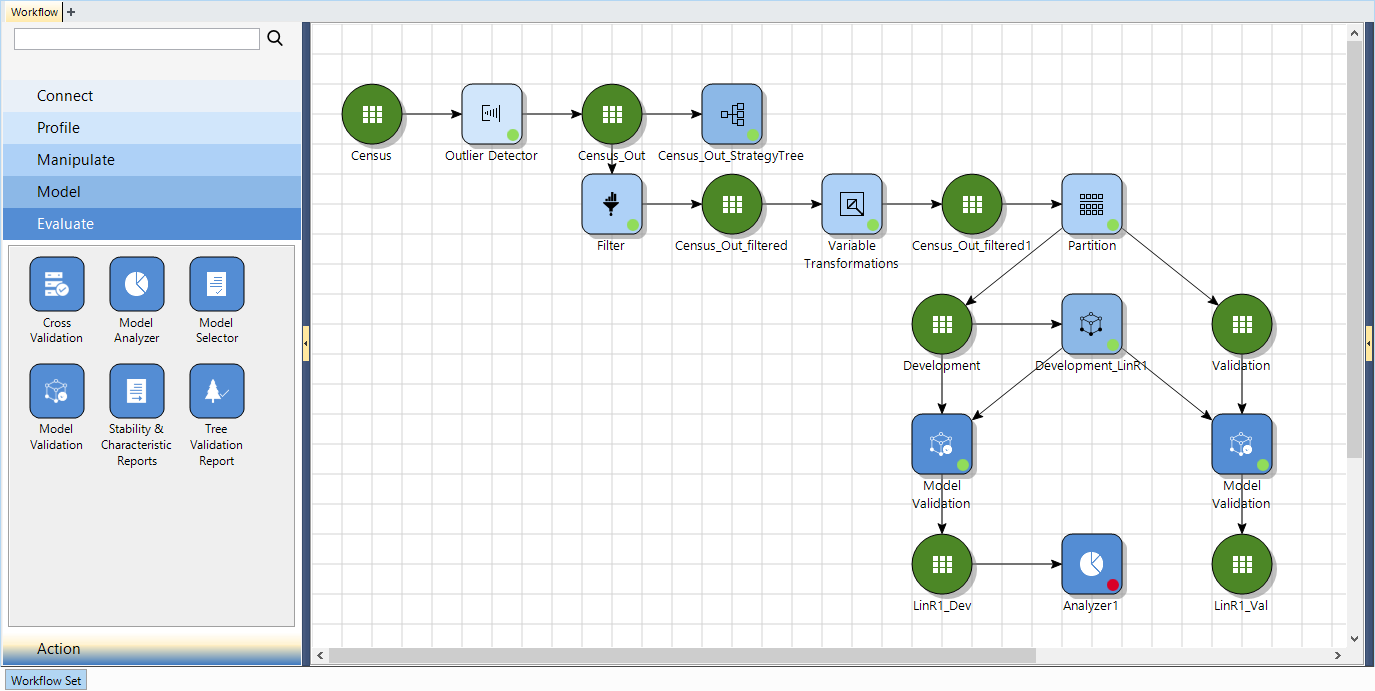 Workflow +
Connect
Profile
Manipulate
Model
Evaluate
Cross
Validation
Model
Analyzer
Model
Selector
Model
Validation
Stability &
Characteristic
Reports
Tree
Validation
Report
Action
Workflow Set
Census
Outlier Detector
Census_Out
Census_Out_StrategyTree
Filter
Census_Out_filtered
Variable
Transformations
Census_Out_filtered1
Partition
Development
Development_LinR1
Validation
Model
Validation
Model
Validation
LinR1_Dev
Analyzer1
LinR1_Val